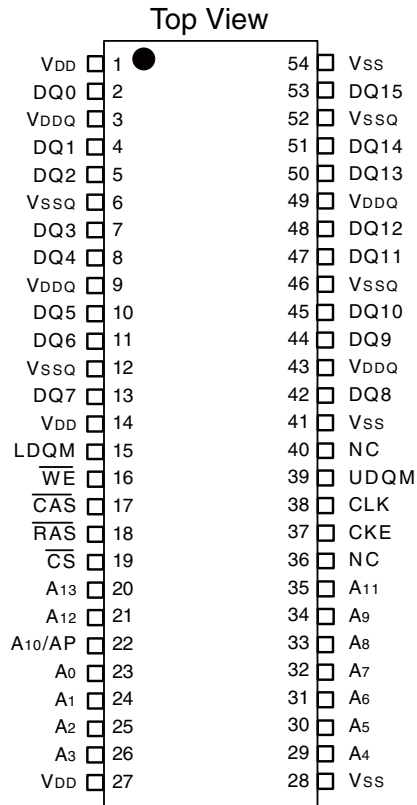 Top View
VDD 1 54 VSS
DQ0 2 53 DQ15
VDDQ 3 52 VSSQ
DQ1 4 51 DQ14
DQ2 5 50 DQ13
VSSQ 6 49 VDDQ
DQ3 7 48 DQ12
DQ4 8 47 DQ11
VDDQ 9 46 VSSQ
DQ5 10 45 DQ10
DQ6 11 44 DQ9
VSSQ 12 43 VDDQ
DQ7 13 42 DQ8
VDD 14 41 VSS
LDQM 15 40 NC
W̅E̅ 16 39 UDQM
C̅A̅S̅ 17 38 CLK
R̅A̅S̅ 18 37 CKE
C̅S̅ 19 36 NC
A13 20 35 A11
A12 21 34 A9
A10/AP 22 33 A8
A0 23 32 A7
A1 24 31 A6
A2 25 30 A5
A3 26 29 A4
VDD 27 28 VSS